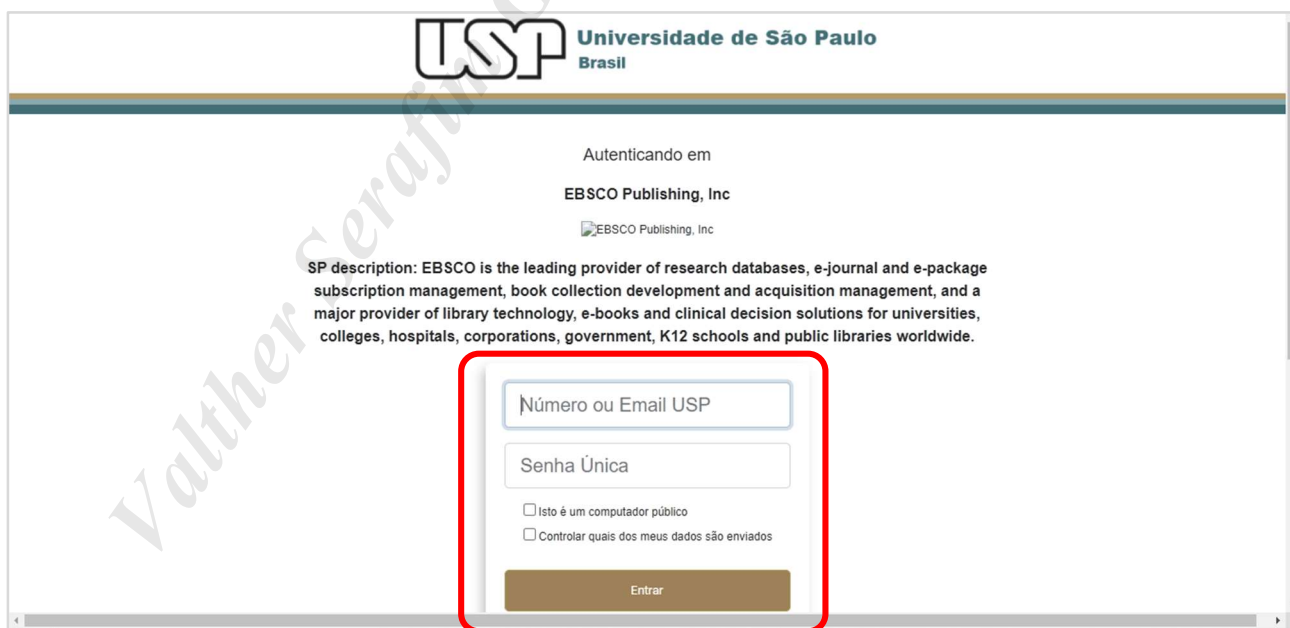 USP Universidade de São Paulo
Brasil
Autenticando em
EBSCO Publishing, Inc
EBSCO Publishing, Inc
SP description: EBSCO is the leading provider of research databases, e-journal and e-package
subscription management, book collection development and acquisition management, and a
major provider of library technology, e-books and clinical decision solutions for universities,
colleges, hospitals, corporations, government, K12 schools and public libraries worldwide.
Número ou Email USP
Senha Única
Isto é um computador público
Controlar quais dos meus dados são enviados
Entrar
Valther Serafim